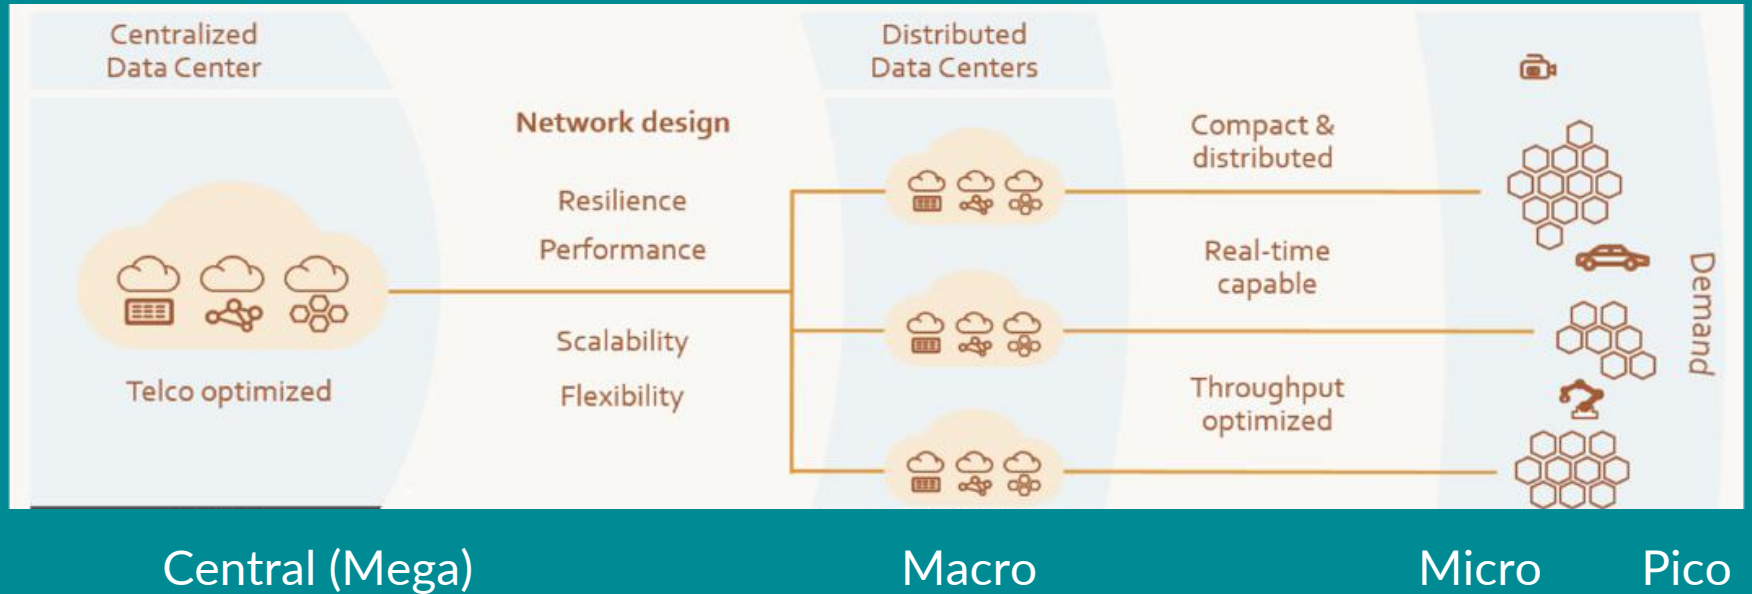 Centralized
Data Center
Distributed
Data Centers
Network design
Resilience
Performance
Scalability
Flexibility
Telco optimized
Compact &
distributed
Real-time
capable
Throughput
optimized
Demand
Central (Mega)
Macro
Micro
Pico